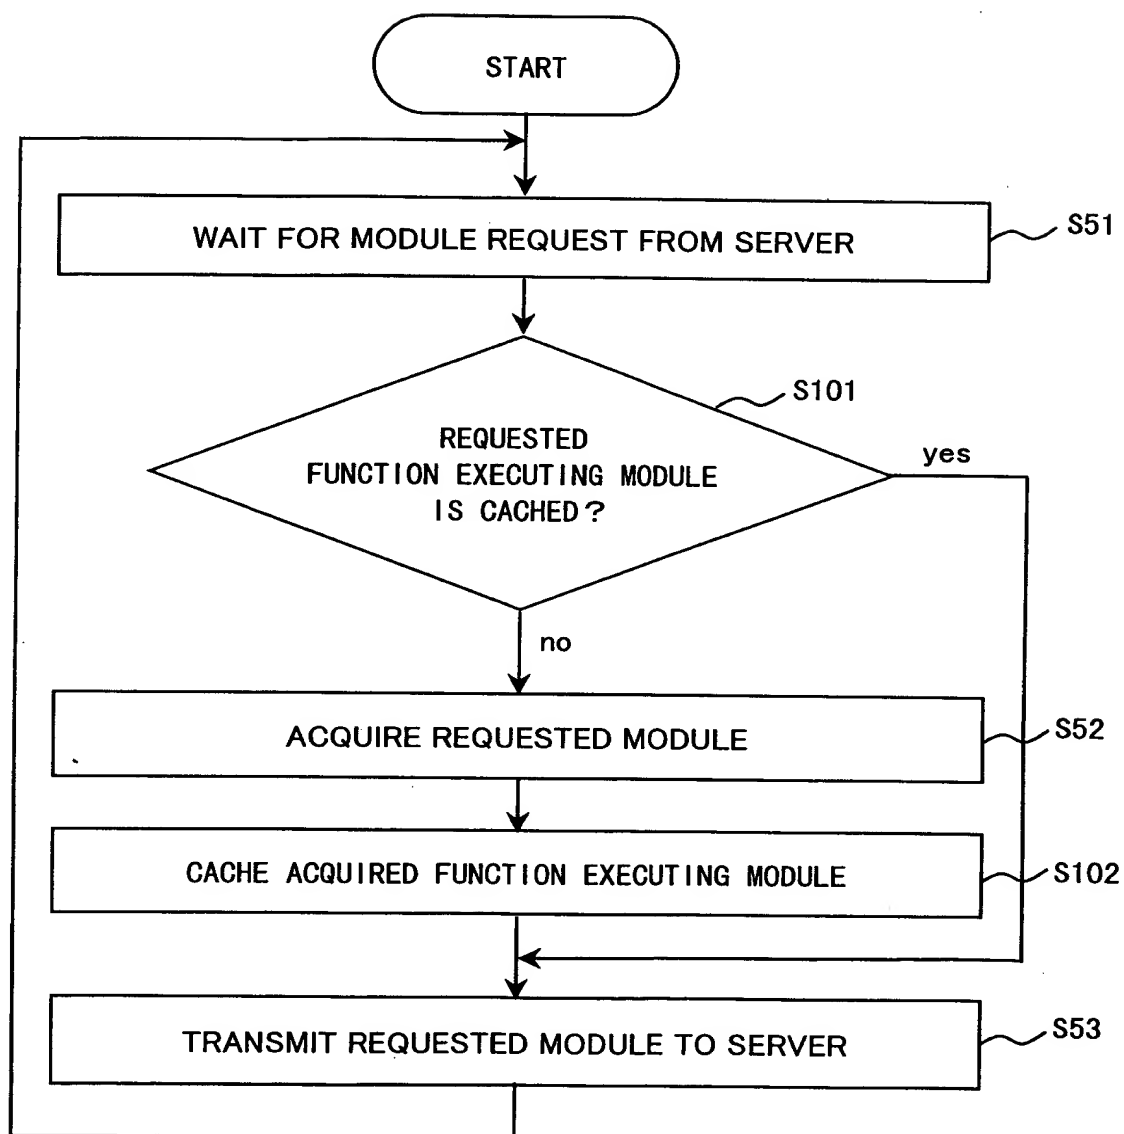 START
WAIT FOR MODULE REQUEST FROM SERVER
S51
S101
REQUESTED
FUNCTION EXECUTING MODULE
IS CACHED?
yes
no
ACQUIRE REQUESTED MODULE
S52
CACHE ACQUIRED FUNCTION EXECUTING MODULE
S102
TRANSMIT REQUESTED MODULE TO SERVER
S53